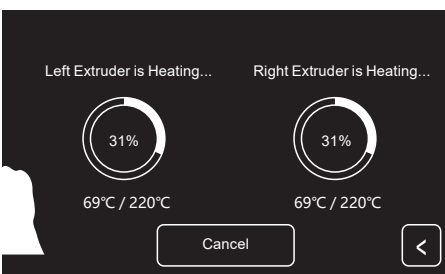 Left Extruder is Heating... Right Extruder is Heating...
31% 31%
69℃ / 220℃ 69℃ / 220℃
Cancel <